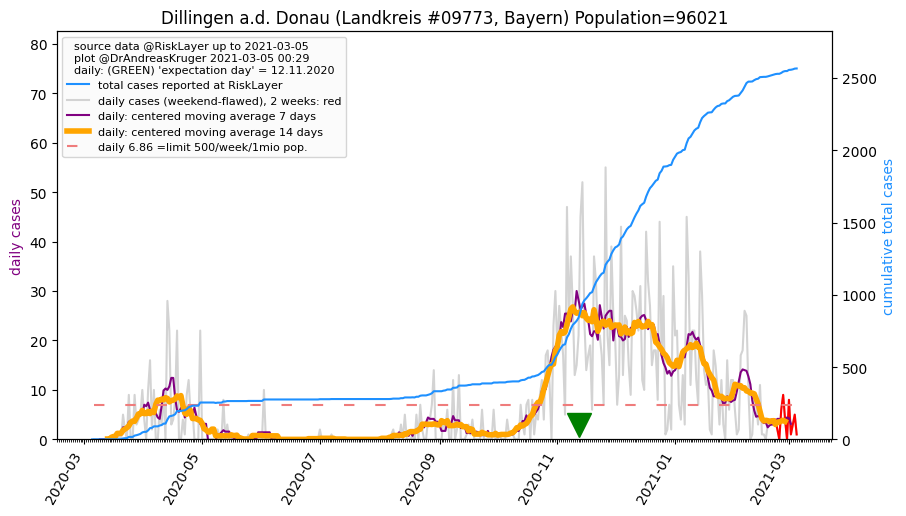 Dillingen a.d. Donau (Landkreis #09773, Bayern) Population=96021
source data @RiskLayer up to 2021-03-05
plot @DrAndreasKruger 2021-03-05 00:29
daily: (GREEN) 'expectation day' = 12.11.2020
total cases reported at RiskLayer
daily cases (weekend-flawed), 2 weeks: red
daily: centered moving average 7 days
daily: centered moving average 14 days
daily 6.86 =limit 500/week/1mio pop.
daily cases
80
70
60
50
40
30
20
10
0
cumulative total cases
2500
2000
1500
1000
500
0
2020-03
2020-05
2020-07
2020-09
2020-11
2021-01
2021-03